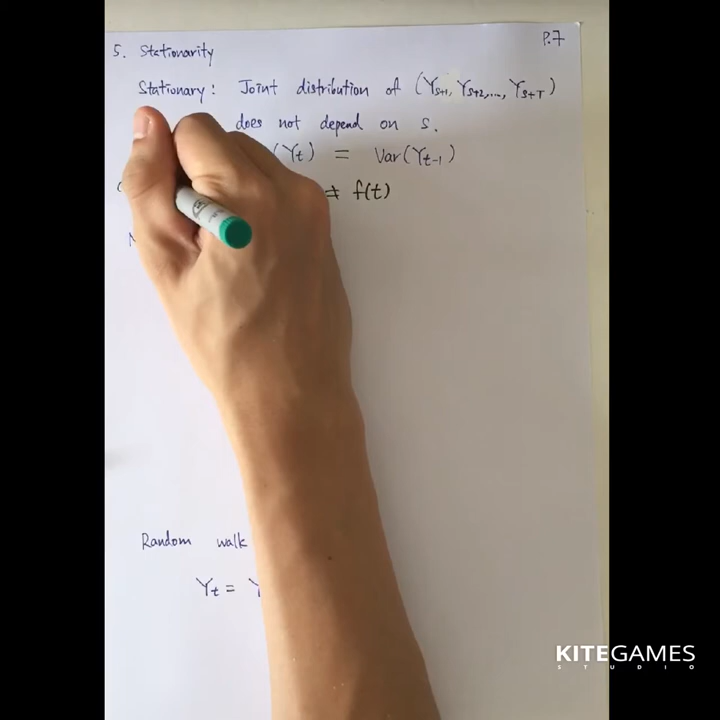 P.7
5. Stationarity
Stationary: Joint distribution of (Ys+1, Ys+2,..., Ys+T)
does not depend on s.
(Yt) = Var(Yt-1)
≠ f(t)
Random walk
Yt = Y
KITEGAMES
STUDIO